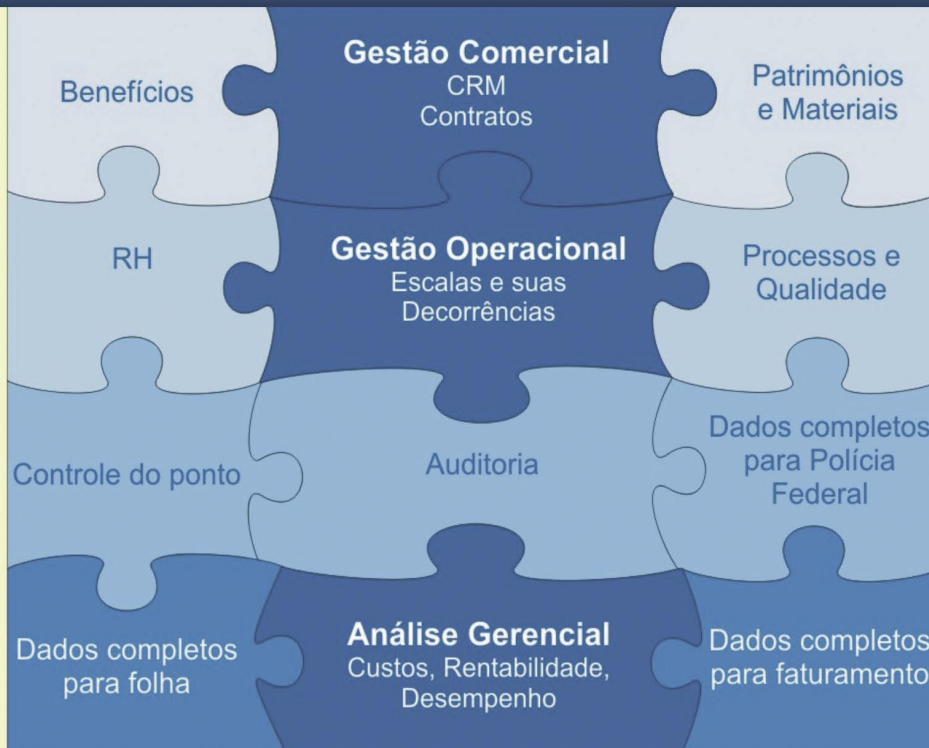 Benefícios
Gestão Comercial
CRM
Contratos
Patrimônios
e Materiais
RH
Gestão Operacional
Escalas e suas
Decorrências
Processos e
Qualidade
Controle do ponto
Auditoria
Dados completos
para Polícia
Federal
Dados completos
para folha
Análise Gerencial
Custos, Rentabilidade,
Desempenho
Dados completos
para faturamento